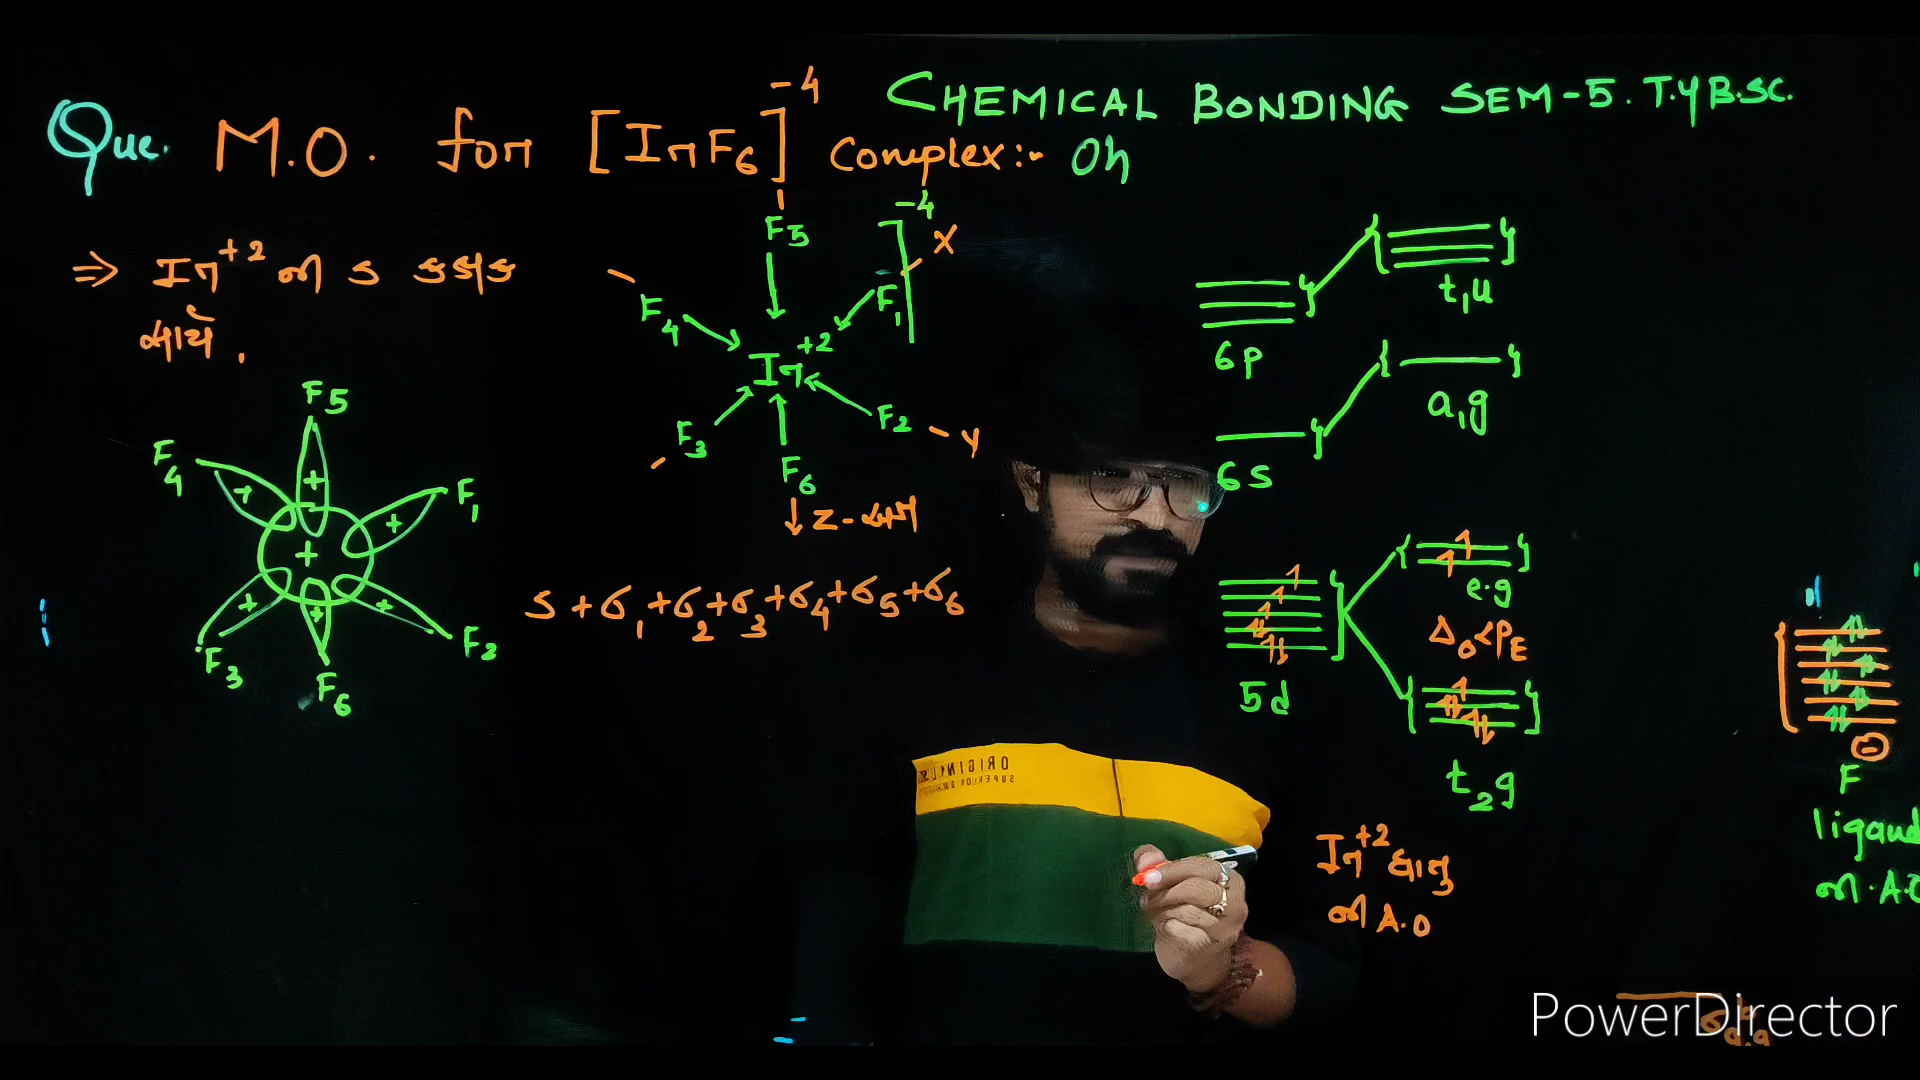 CHEMICAL BONDING SEM-5. T.Y B.SC.
Que. M.O. for [IrF6]-4 Complex:- Oh
⇒ Ir+2 ની s કક્ષક
માટે.
F5
F4
F1
]-4
X
Ir+2
F3
F2
Y
F6
↓ Z-અક્ષ
F5
F4
F1
+
+
+
+
+
+
+
F3
F2
F6
S + σ1 + σ2 + σ3 + σ4 + σ5 + σ6
t1u
6p
a1g
6s
e.g
Δo<PE
5d
t2g
Ir+2 ધાતુ
ની A.O
F
ligand
ની A.O
PowerDirector